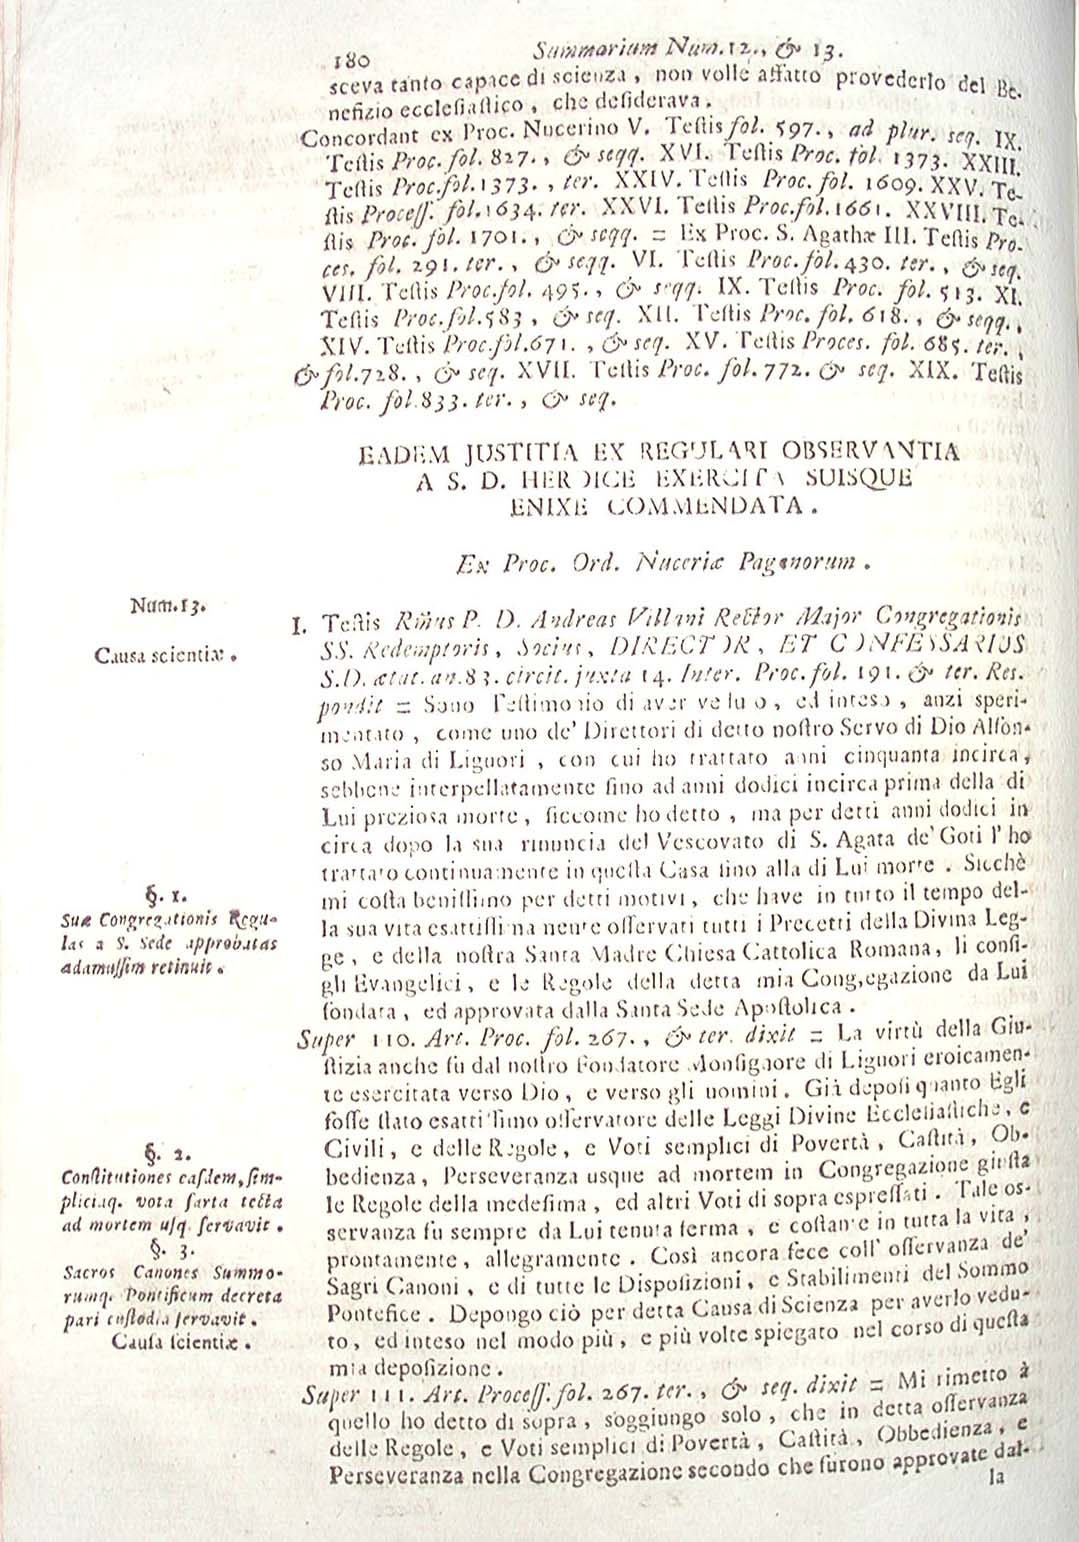 180 Summarium Num.12., & 13.
sceva tanto capace di scienza, non volle affatto provederlo del Be-
nefizio ecclesiastico, che desiderava.
Concordant ex Proc. Nucerino V. Testis fol. 597., ad plur. seq. IX.
Testis Proc. fol. 827., & seqq. XVI. Testis Proc. fol. 1373. XXIII.
Testis Proc.fol.1373., ter. XXIV. Testis Proc. fol. 1609. XXV. Te-
stis Process. fol.1634. ter. XXVI. Testis Proc.fol.1661. XXVIII. Te-
stis Proc. fol. 1701., & seqq. = Ex Proc. S. Agathæ III. Testis Pro-
ces. fol. 291. ter., & seqq. VI. Testis Proc. fol. 430. ter., & seq.
VIII. Testis Proc.fol. 495., & seqq. IX. Testis Proc. fol. 513. XI.
Testis Proc.fol.583, & seq. XII. Testis Proc. fol. 618., & seqq.,
XIV. Testis Proc.fol.671., & seq. XV. Testis Proces. fol. 685. ter.,
& fol.728., & seq. XVII. Testis Proc. fol. 772. & seq. XIX. Testis
Proc. fol.833. ter., & seq.
EADEM JUSTITIA EX REGULARI OBSERVANTIA
A S. D. HEROICE EXERCITA SUISQUE
ENIXE COMMENDATA.
Ex Proc. Ord. Nuceriæ Paganorum.
Num.13.
I. Testis Rm̃us P. D. Andreas Villani Rector Major Congregationis
Causa scientiæ.
SS. Redemptoris, Socius, DIRECTOR, ET CONFESSARIUS
S.D. ætat. an.83. circit. juxta 14. Inter. Proc. fol. 191. & ter. Res-
pondit = Sono Testimonio di aver veduto, ed inteso, anzi speri-
mentato, come uno de' Direttori di detto nostro Servo di Dio Alfon-
so Maria di Liguori, con cui ho trattato anni cinquanta incirca,
sebbene interpellatamente fino ad anni dodici incirca prima della di
Lui preziosa morte, siccome ho detto, ma per detti anni dodici in
circa dopo la sua rinuncia del Vescovato di S. Agata de' Goti l' ho
trattato continuamente in questa Casa fino alla di Lui morte. Sicchè
§. 1.
Suæ Congregationis Regu-
las a S. Sede approbatas
adamussim retinuit.
mi costa benissimo per detti motivi, che have in tutto il tempo del-
la sua vita esattissimamente osservati tutti i Precetti della Divina Leg-
ge, e della nostra Santa Madre Chiesa Cattolica Romana, li consi-
gli Evangelici, e le Regole della detta mia Congregazione da Lui
fondata, ed approvata dalla Santa Sede Apostolica.
Super 110. Art. Proc. fol. 267., & ter. dixit = La virtù della Giu-
stizia anche fu dal nostro Fondatore Monsignore di Liguori eroicamen-
te esercitata verso Dio, e verso gli uomini. Già deposi quanto Egli
fosse stato esattissimo osservatore delle Leggi Divine Ecclesiastiche, e
§. 2.
Constitutiones easdem, sim-
pliciaq. vota sarta tecta
ad mortem usq. servavit.
§. 3.
Sacros Canones Summo-
rumq. Pontificum decreta
pari custodia servavit.
Causa scientiæ.
Civili, e delle Regole, e Voti semplici di Povertà, Castità, Ob-
bedienza, Perseveranza usque ad mortem in Congregazione giusta
le Regole della medesima, ed altri Voti di sopra espressati. Tale os-
servanza fu sempre da Lui tenuta ferma, e costante in tutta la vita,
prontamente, allegramente. Così ancora fece coll' osservanza de'
Sagri Canoni, e di tutte le Disposizioni, e Stabilimenti del Sommo
Pontefice. Depongo ciò per detta Causa di Scienza per averlo vedu-
to, ed inteso nel modo più, e più volte spiegato nel corso di questa
mia deposizione.
Super 111. Art. Process. fol. 267. ter., & seq. dixit = Mi rimetto à
quello ho detto di sopra, soggiungo solo, che in detta osservanza
delle Regole, e Voti semplici di Povertà, Castità, Obbedienza, e
Perseveranza nella Congregazione secondo che furono approvate dal-
la